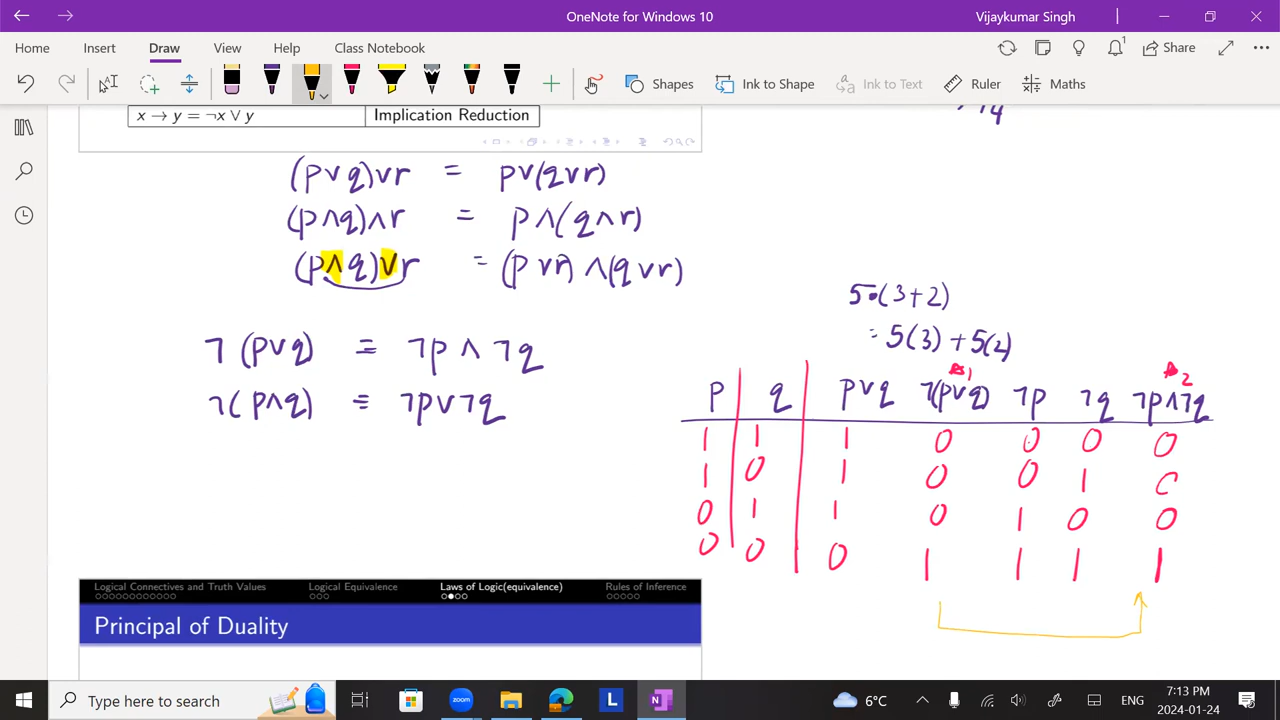 OneNote for Windows 10
Vijaykumar Singh
Home Insert Draw View Help Class Notebook
Share
Shapes Ink to Shape Ink to Text Ruler Maths
x → y = ¬x ∨ y Implication Reduction
(p∨q)∨r = p∨(q∨r)
(p∧q)∧r = p∧(q∧r)
(p∧q)∨r = (p∨r)∧(q∨r)
5•(3+2)
= 5(3) + 5(2)
¬(p∨q) ≡ ¬p ∧ ¬q
¬(p∧q) ≡ ¬p∨¬q
1 2
p q p∨q ¬(p∨q) ¬p ¬q ¬p∧¬q
1 1 1 0 0 0 0
1 0 1 0 0 1 0
0 1 1 0 1 0 0
0 0 0 1 1 1 1
Logical Connectives and Truth Values Logical Equivalence Laws of Logic(equivalence) Rules of Inference
Principal of Duality
Type here to search
L
N
6°C
ENG
7:13 PM
2024-01-24